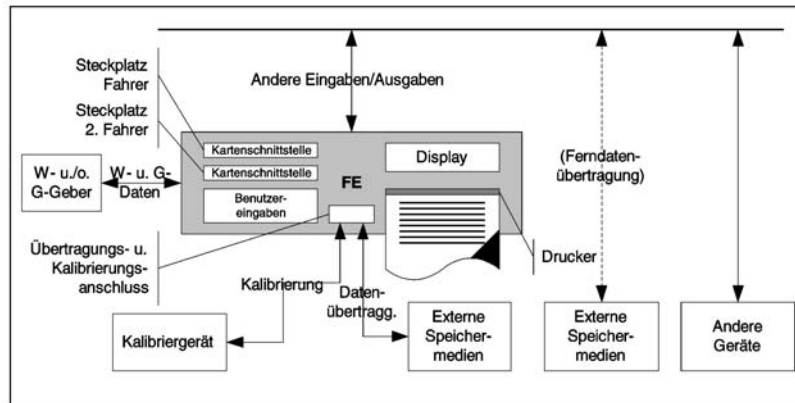 Steckplatz
Fahrer
Andere Eingaben/Ausgaben
Steckplatz
2. Fahrer
Kartenschnittstelle
Display
W- u./o.
G-Geber
W- u. G-
Daten
Kartenschnittstelle
FE
(Ferndaten-
übertragung)
Benutzer-
eingaben
Übertragungs- u.
Kalibrierungs-
anschluss
Drucker
Kalibrierung
Daten-
übertragg.
Kalibriergerät
Externe
Speicher-
medien
Externe
Speicher-
medien
Andere
Geräte